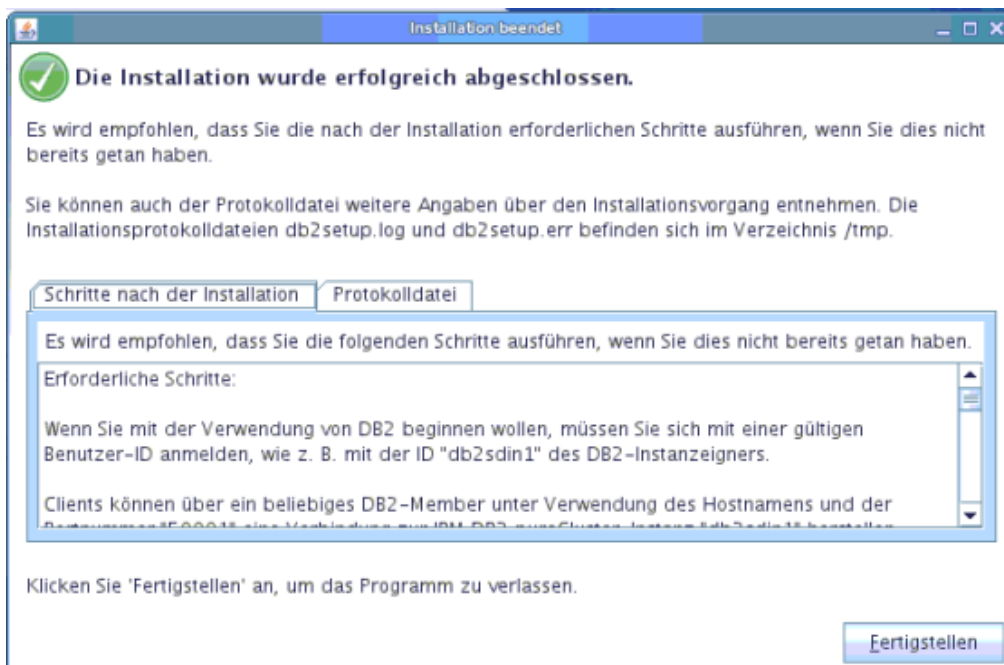 Installation beendet
Die Installation wurde erfolgreich abgeschlossen.
Es wird empfohlen, dass Sie die nach der Installation erforderlichen Schritte ausführen, wenn Sie dies nicht
bereits getan haben.
Sie können auch der Protokolldatei weitere Angaben über den Installationsvorgang entnehmen. Die
Installationsprotokolldateien db2setup.log und db2setup.err befinden sich im Verzeichnis /tmp.
Schritte nach der Installation
Protokolldatei
Es wird empfohlen, dass Sie die folgenden Schritte ausführen, wenn Sie dies nicht bereits getan haben.
Erforderliche Schritte:
Wenn Sie mit der Verwendung von DB2 beginnen wollen, müssen Sie sich mit einer gültigen
Benutzer-ID anmelden, wie z. B. mit der ID "db2sdin1" des DB2-Instanzeigners.
Clients können über ein beliebiges DB2-Member unter Verwendung des Hostnamens und der
eine Verbindung zur
Klicken Sie 'Fertigstellen' an, um das Programm zu verlassen.
Fertigstellen